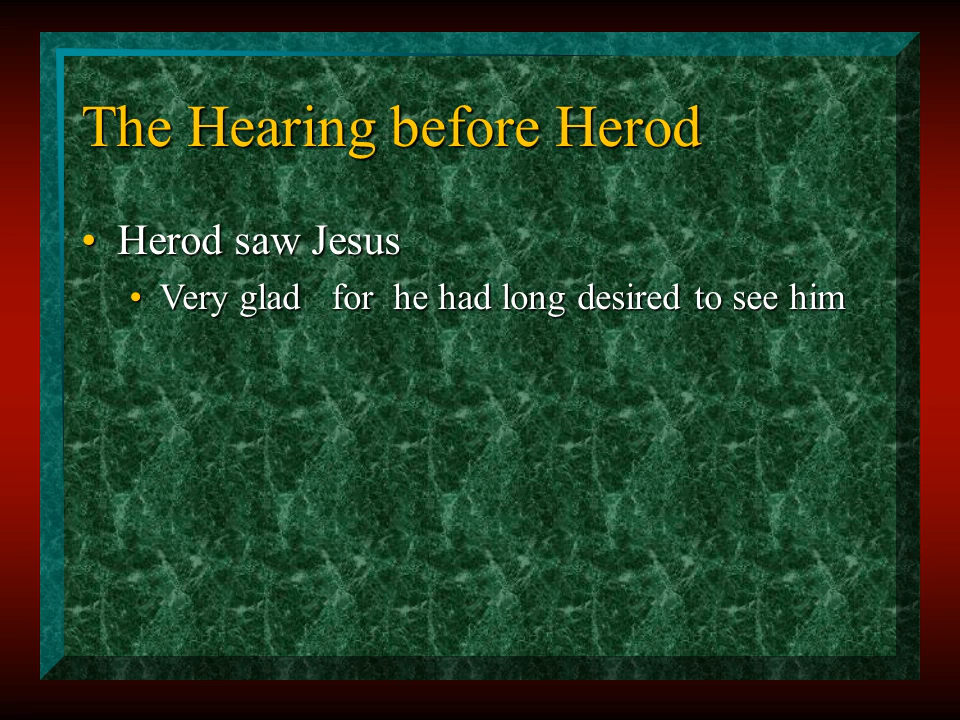 The Hearing before Herod
• Herod saw Jesus
• Very glad   for  he had long desired to see him